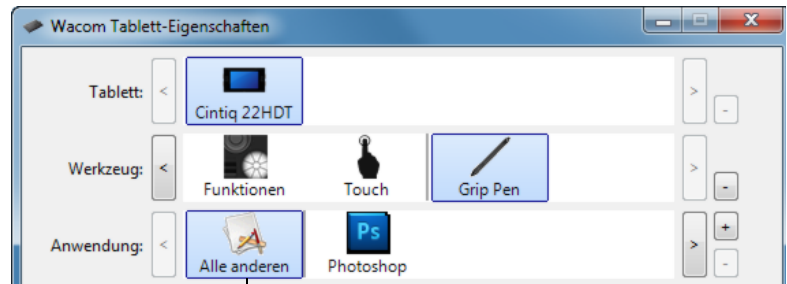 Wacom Tablett-Eigenschaften
Tablett: < Cintiq 22HDT > -
Werkzeug: < Funktionen Touch Grip Pen > -
Anwendung: < Alle anderen Ps Photoshop > + -